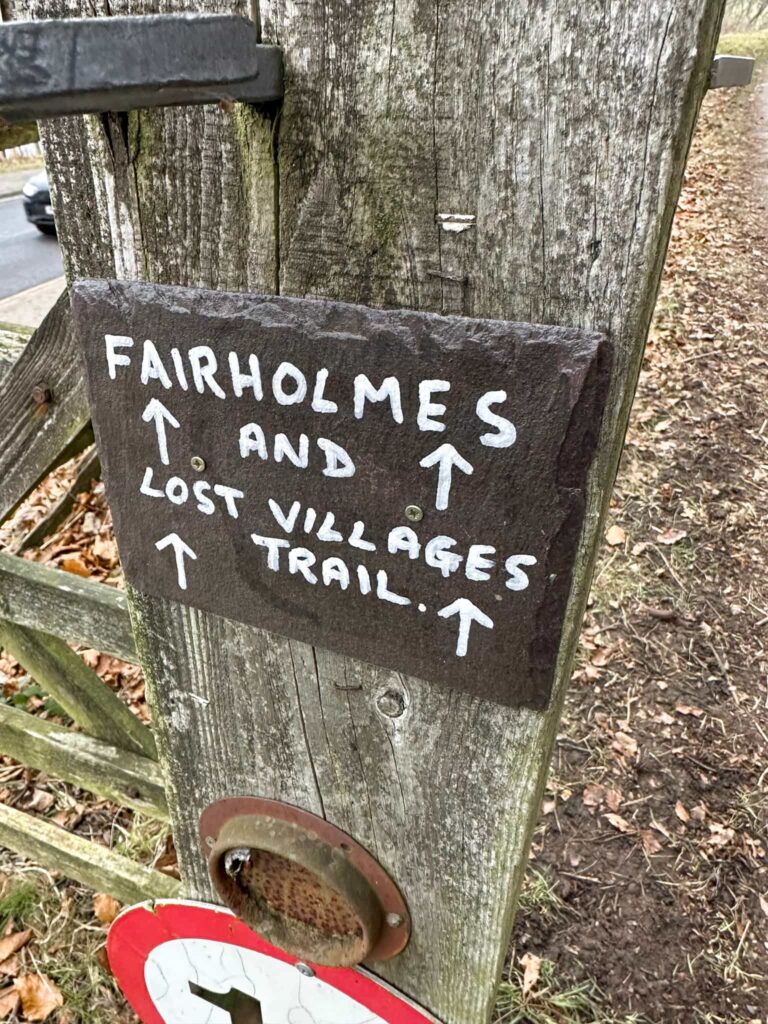 FAIRHOLMES
↑ AND ↑
LOST VILLAGES
↑ TRAIL. ↑